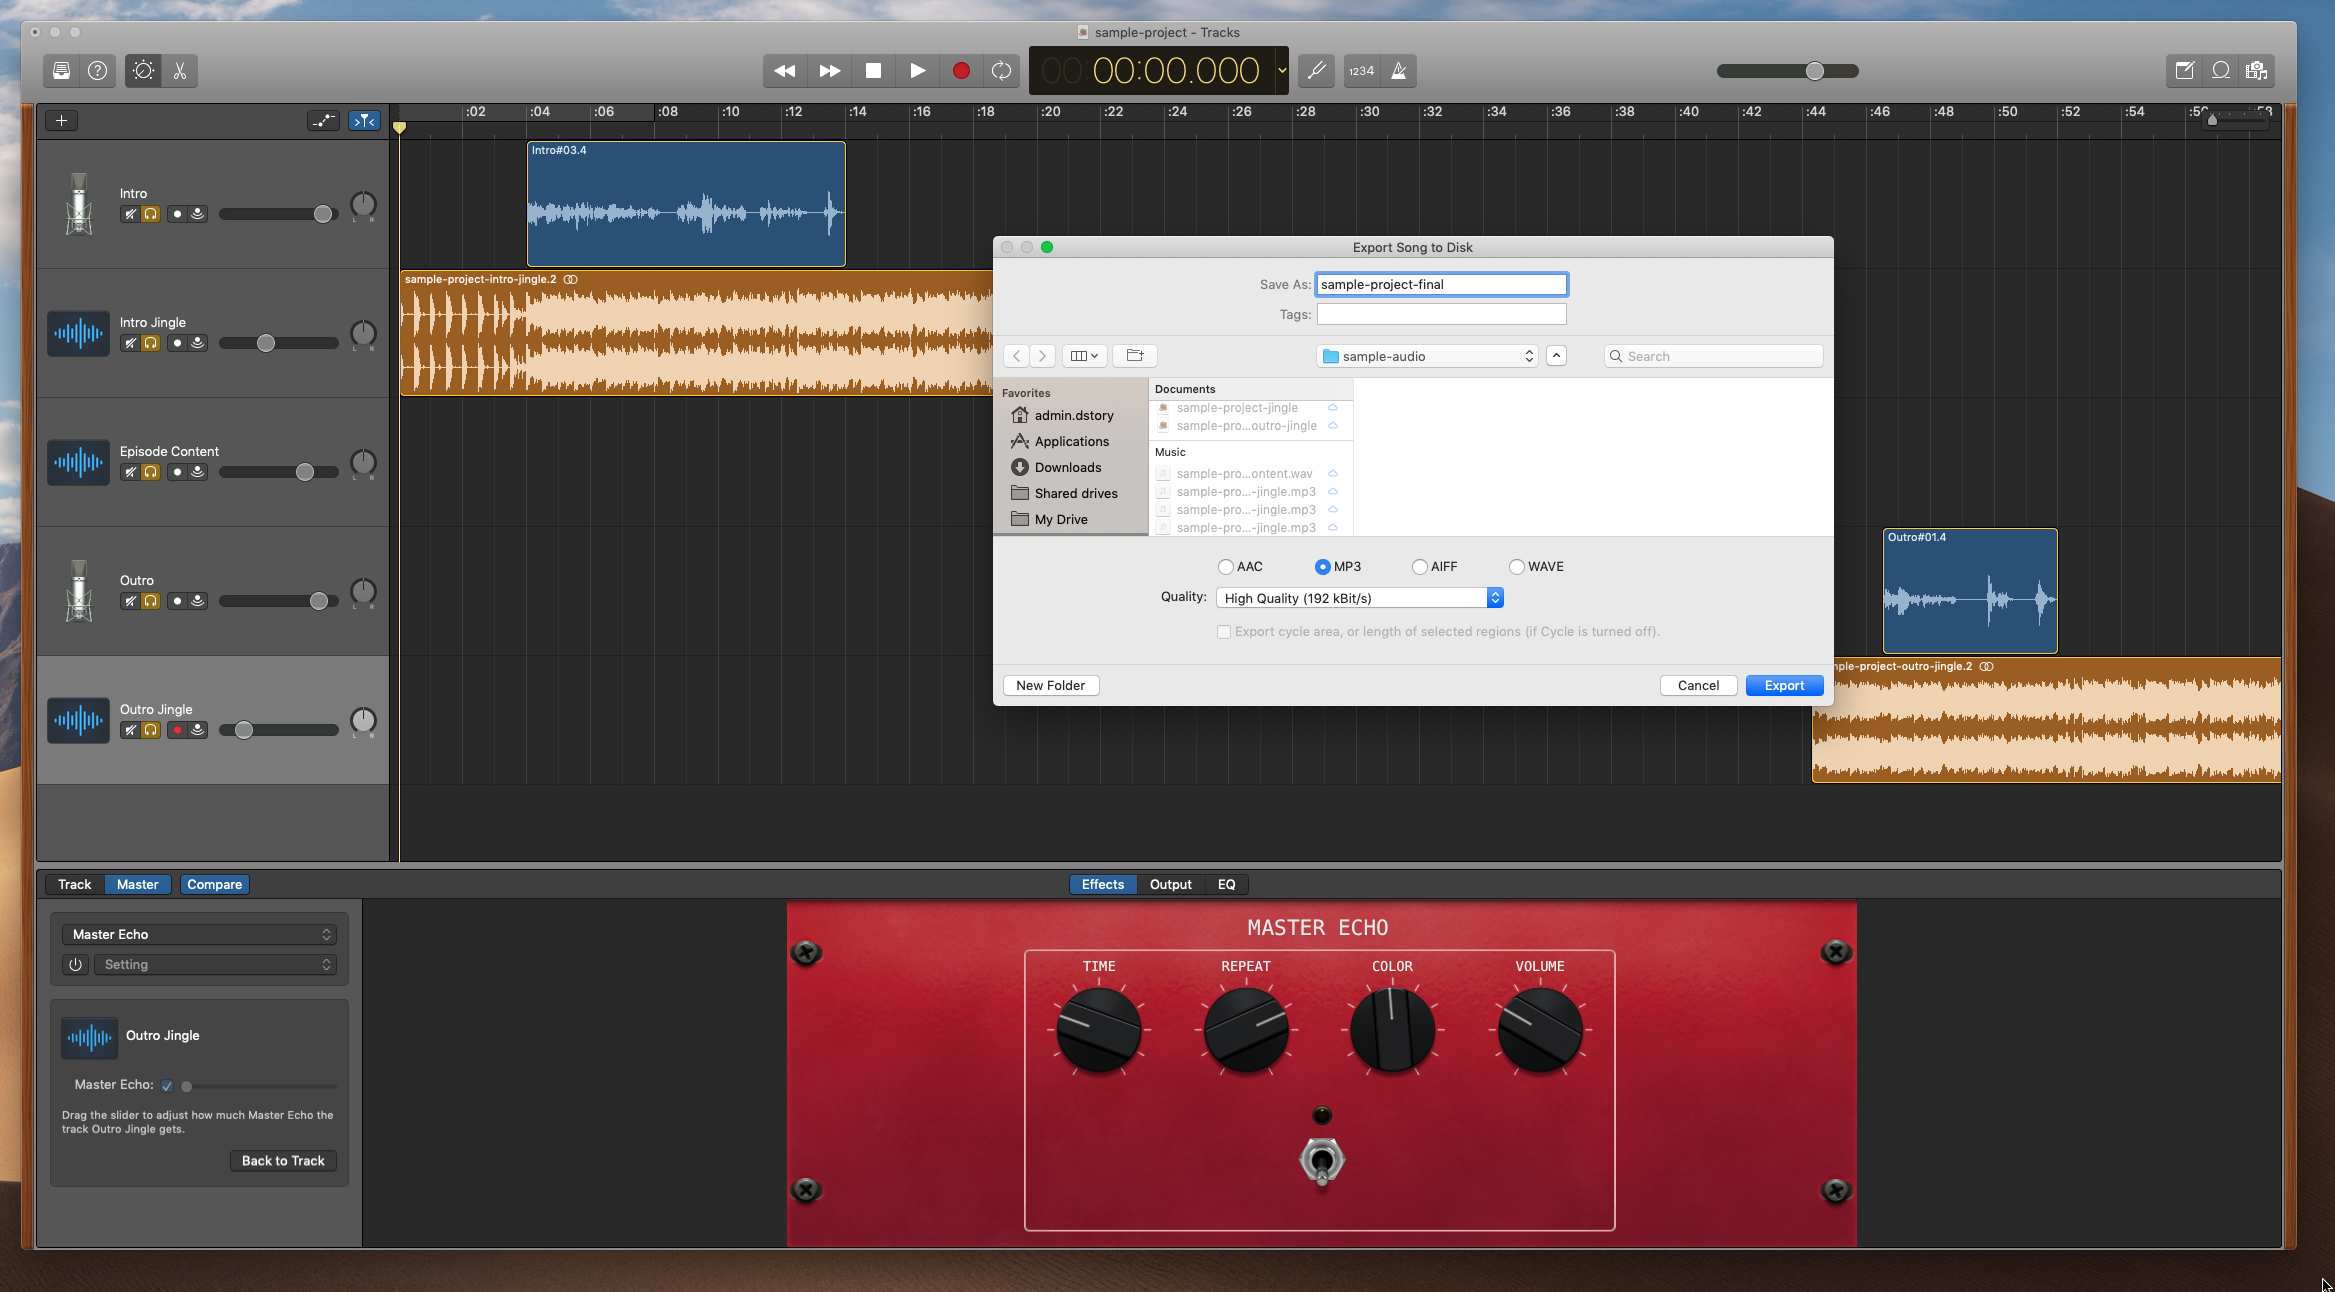 sample-project - Tracks
00:00:00.000
1234
:02 :04 :06 :08 :10 :12 :14 :16 :18 :20 :22 :24 :26 :28 :30 :32 :34 :36 :38 :40 :42 :44 :46 :48 :50 :52 :54
Intro
L R
Intro#03.4
Intro Jingle
L R
sample-project-intro-jingle.2
Episode Content
L R
Outro
L R
Outro#01.4
Outro Jingle
L R
ple-project-outro-jingle.2
Export Song to Disk
Save As: sample-project-final
Tags:
sample-audio
Search
Favorites
admin.dstory
Applications
Downloads
Shared drives
My Drive
Documents
sample-project-jingle
sample-pro...outro-jingle
Music
sample-pro...ontent.wav
sample-pro...-jingle.mp3
sample-pro...-jingle.mp3
sample-pro...-jingle.mp3
AAC MP3 AIFF WAVE
Quality: High Quality (192 kBit/s)
Export cycle area, or length of selected regions (if Cycle is turned off).
New Folder Cancel Export
Track Master Compare Effects Output EQ
Master Echo
Setting
Outro Jingle
Master Echo:
Drag the slider to adjust how much Master Echo the
track Outro Jingle gets.
Back to Track
MASTER ECHO
TIME REPEAT COLOR VOLUME